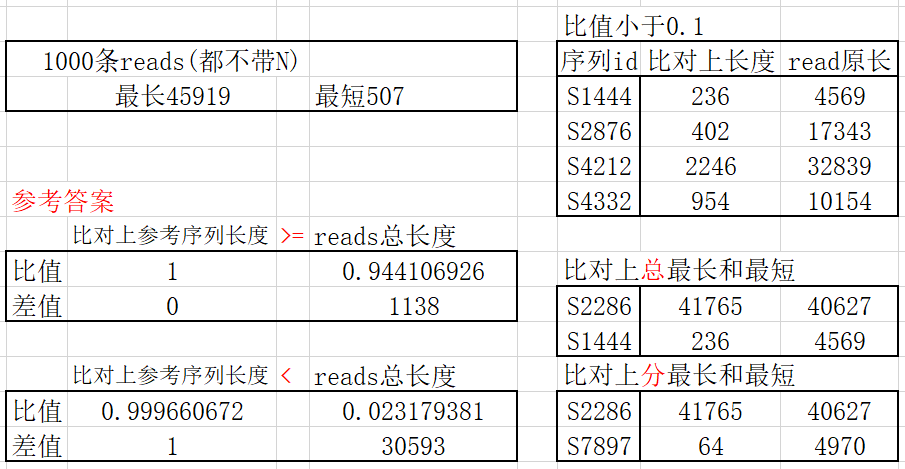 1000条reads(都不带N)
最长45919 最短507
参考答案
比对上参考序列长度 >= reads总长度
比值 1 0.944106926
差值 0 1138
比对上参考序列长度 < reads总长度
比值 0.999660672 0.023179381
差值 1 30593
比值小于0.1
序列id 比对上长度 read原长
S1444 236 4569
S2876 402 17343
S4212 2246 32839
S4332 954 10154
比对上总最长和最短
S2286 41765 40627
S1444 236 4569
比对上分最长和最短
S2286 41765 40627
S7897 64 4970